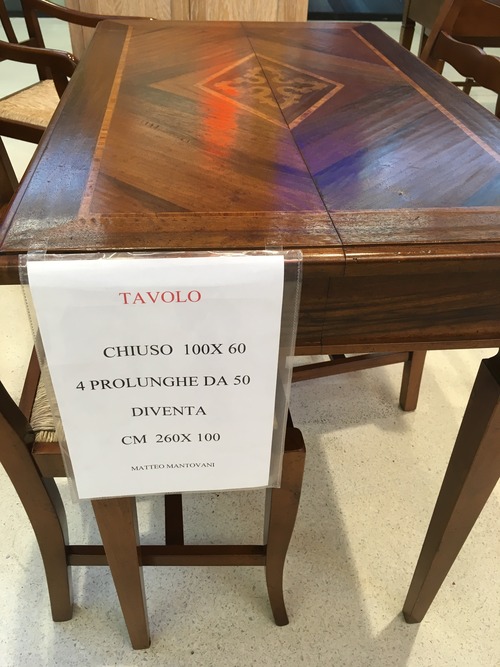 TAVOLO
CHIUSO 100X 60
4 PROLUNGHE DA 50
DIVENTA
CM 260X 100
MATTEO MANTOVANI